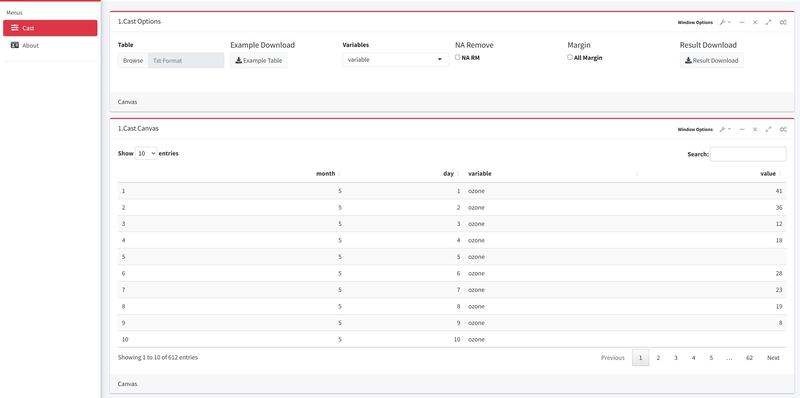 Menus
Cast
About
1.Cast Options
Window Options
Table
Example Download
Variables
NA Remove
Margin
Result Download
Browse
Txt Format
Example Table
variable
NA RM
All Margin
Result Download
Canvas
1.Cast Canvas
Window Options
Show 10 entries
Search:
month day variable value
1 5 1 ozone 41
2 5 2 ozone 36
3 5 3 ozone 12
4 5 4 ozone 18
5 5 5 ozone
6 5 6 ozone 28
7 5 7 ozone 23
8 5 8 ozone 19
9 5 9 ozone 8
10 5 10 ozone
Showing 1 to 10 of 612 entries
Previous 1 2 3 4 5 … 62 Next
Canvas